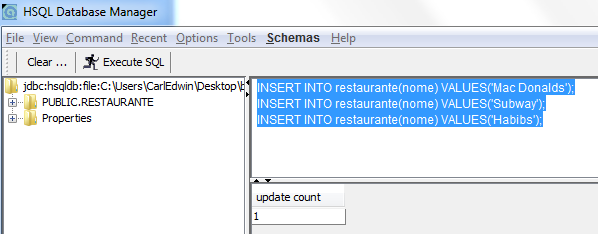 HSQL Database Manager
File View Command Recent Options Tools Schemas Help
Clear ... Execute SQL
jdbc:hsqldb:file:C:\Users\CarlEdwin\Desktop\
PUBLIC.RESTAURANTE
Properties
INSERT INTO restaurante(nome) VALUES('Mac Donalds');
INSERT INTO restaurante(nome) VALUES('Subway');
INSERT INTO restaurante(nome) VALUES('Habibs');
update count
1